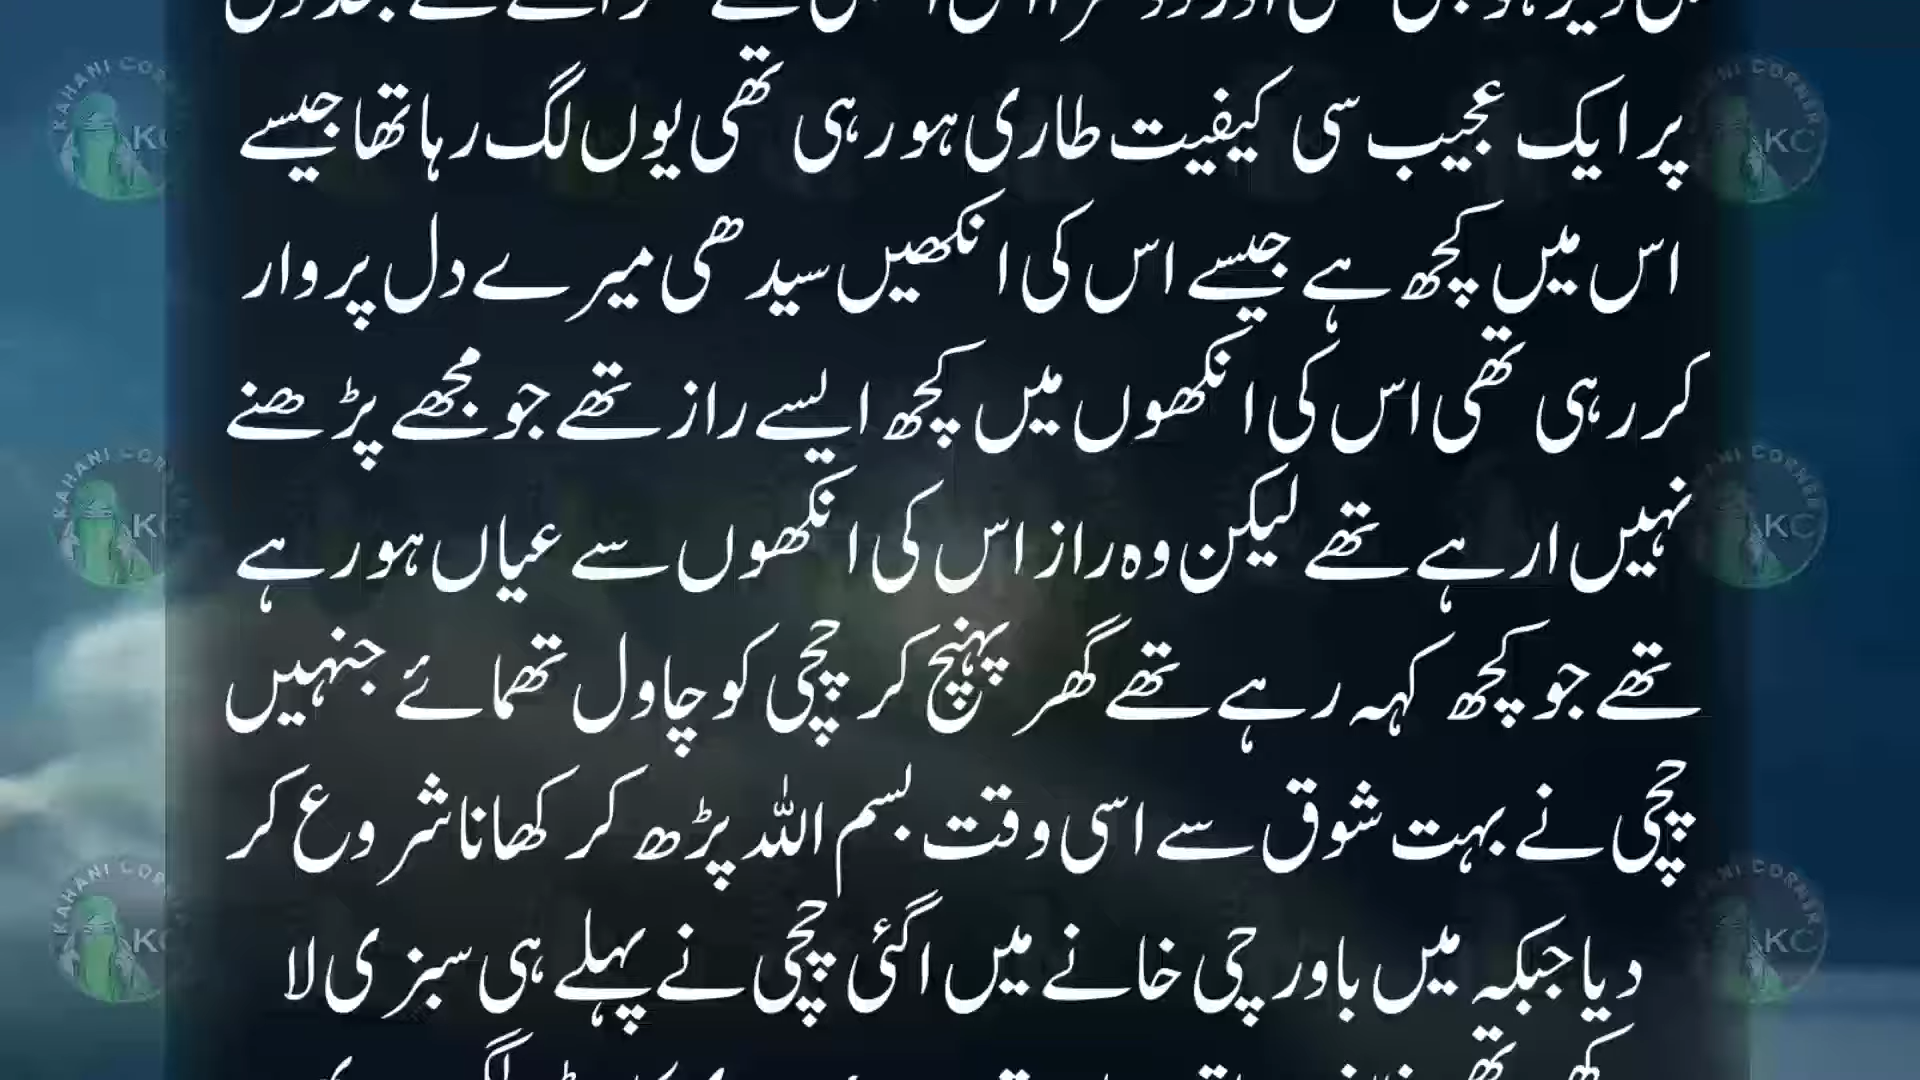 پر ایک عجیب سی کیفیت طاری ہو رہی تھی یوں لگ رہا تھا جیسے
اس میں کچھ ہے جیسے اس کی انکھیں سیدھی میرے دل پر وار
کر رہی تھی اس کی انکھوں میں کچھ ایسے راز تھے جو مجھے پڑھنے
نہیں ارہے تھے لیکن وہ راز اس کی انکھوں سے عیاں ہو رہے
تھے جو کچھ کہہ رہے تھے گھر پہنچ کر چچی کو چاول تھمائے جنہیں
چچی نے بہت شوق سے اسی وقت بسم اللہ پڑھ کر کھانا شروع کر
دیا جبکہ میں باورچی خانے میں اگئی چچی نے پہلے ہی سبزی لا
KAHANI CORNER
KC